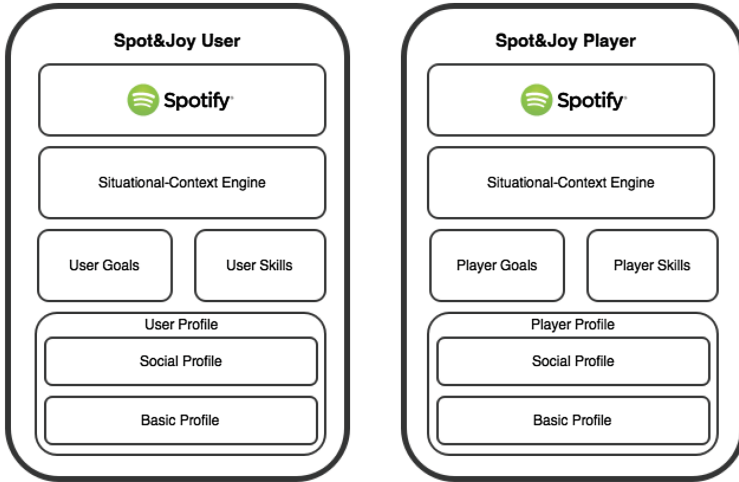 Spot&Joy User
Spotify
Situational-Context Engine
User Goals
User Skills
User Profile
Social Profile
Basic Profile
Spot&Joy Player
Spotify
Situational-Context Engine
Player Goals
Player Skills
Player Profile
Social Profile
Basic Profile